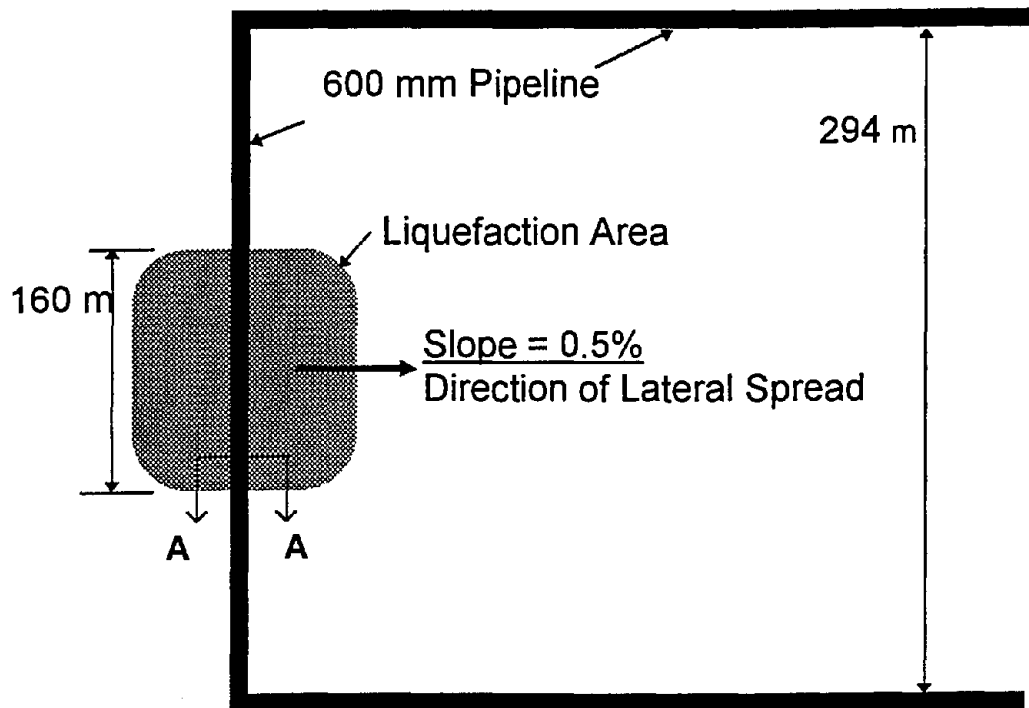 600 mm Pipeline
294 m
Liquefaction Area
160 m
Slope = 0.5%
Direction of Lateral Spread
A
A